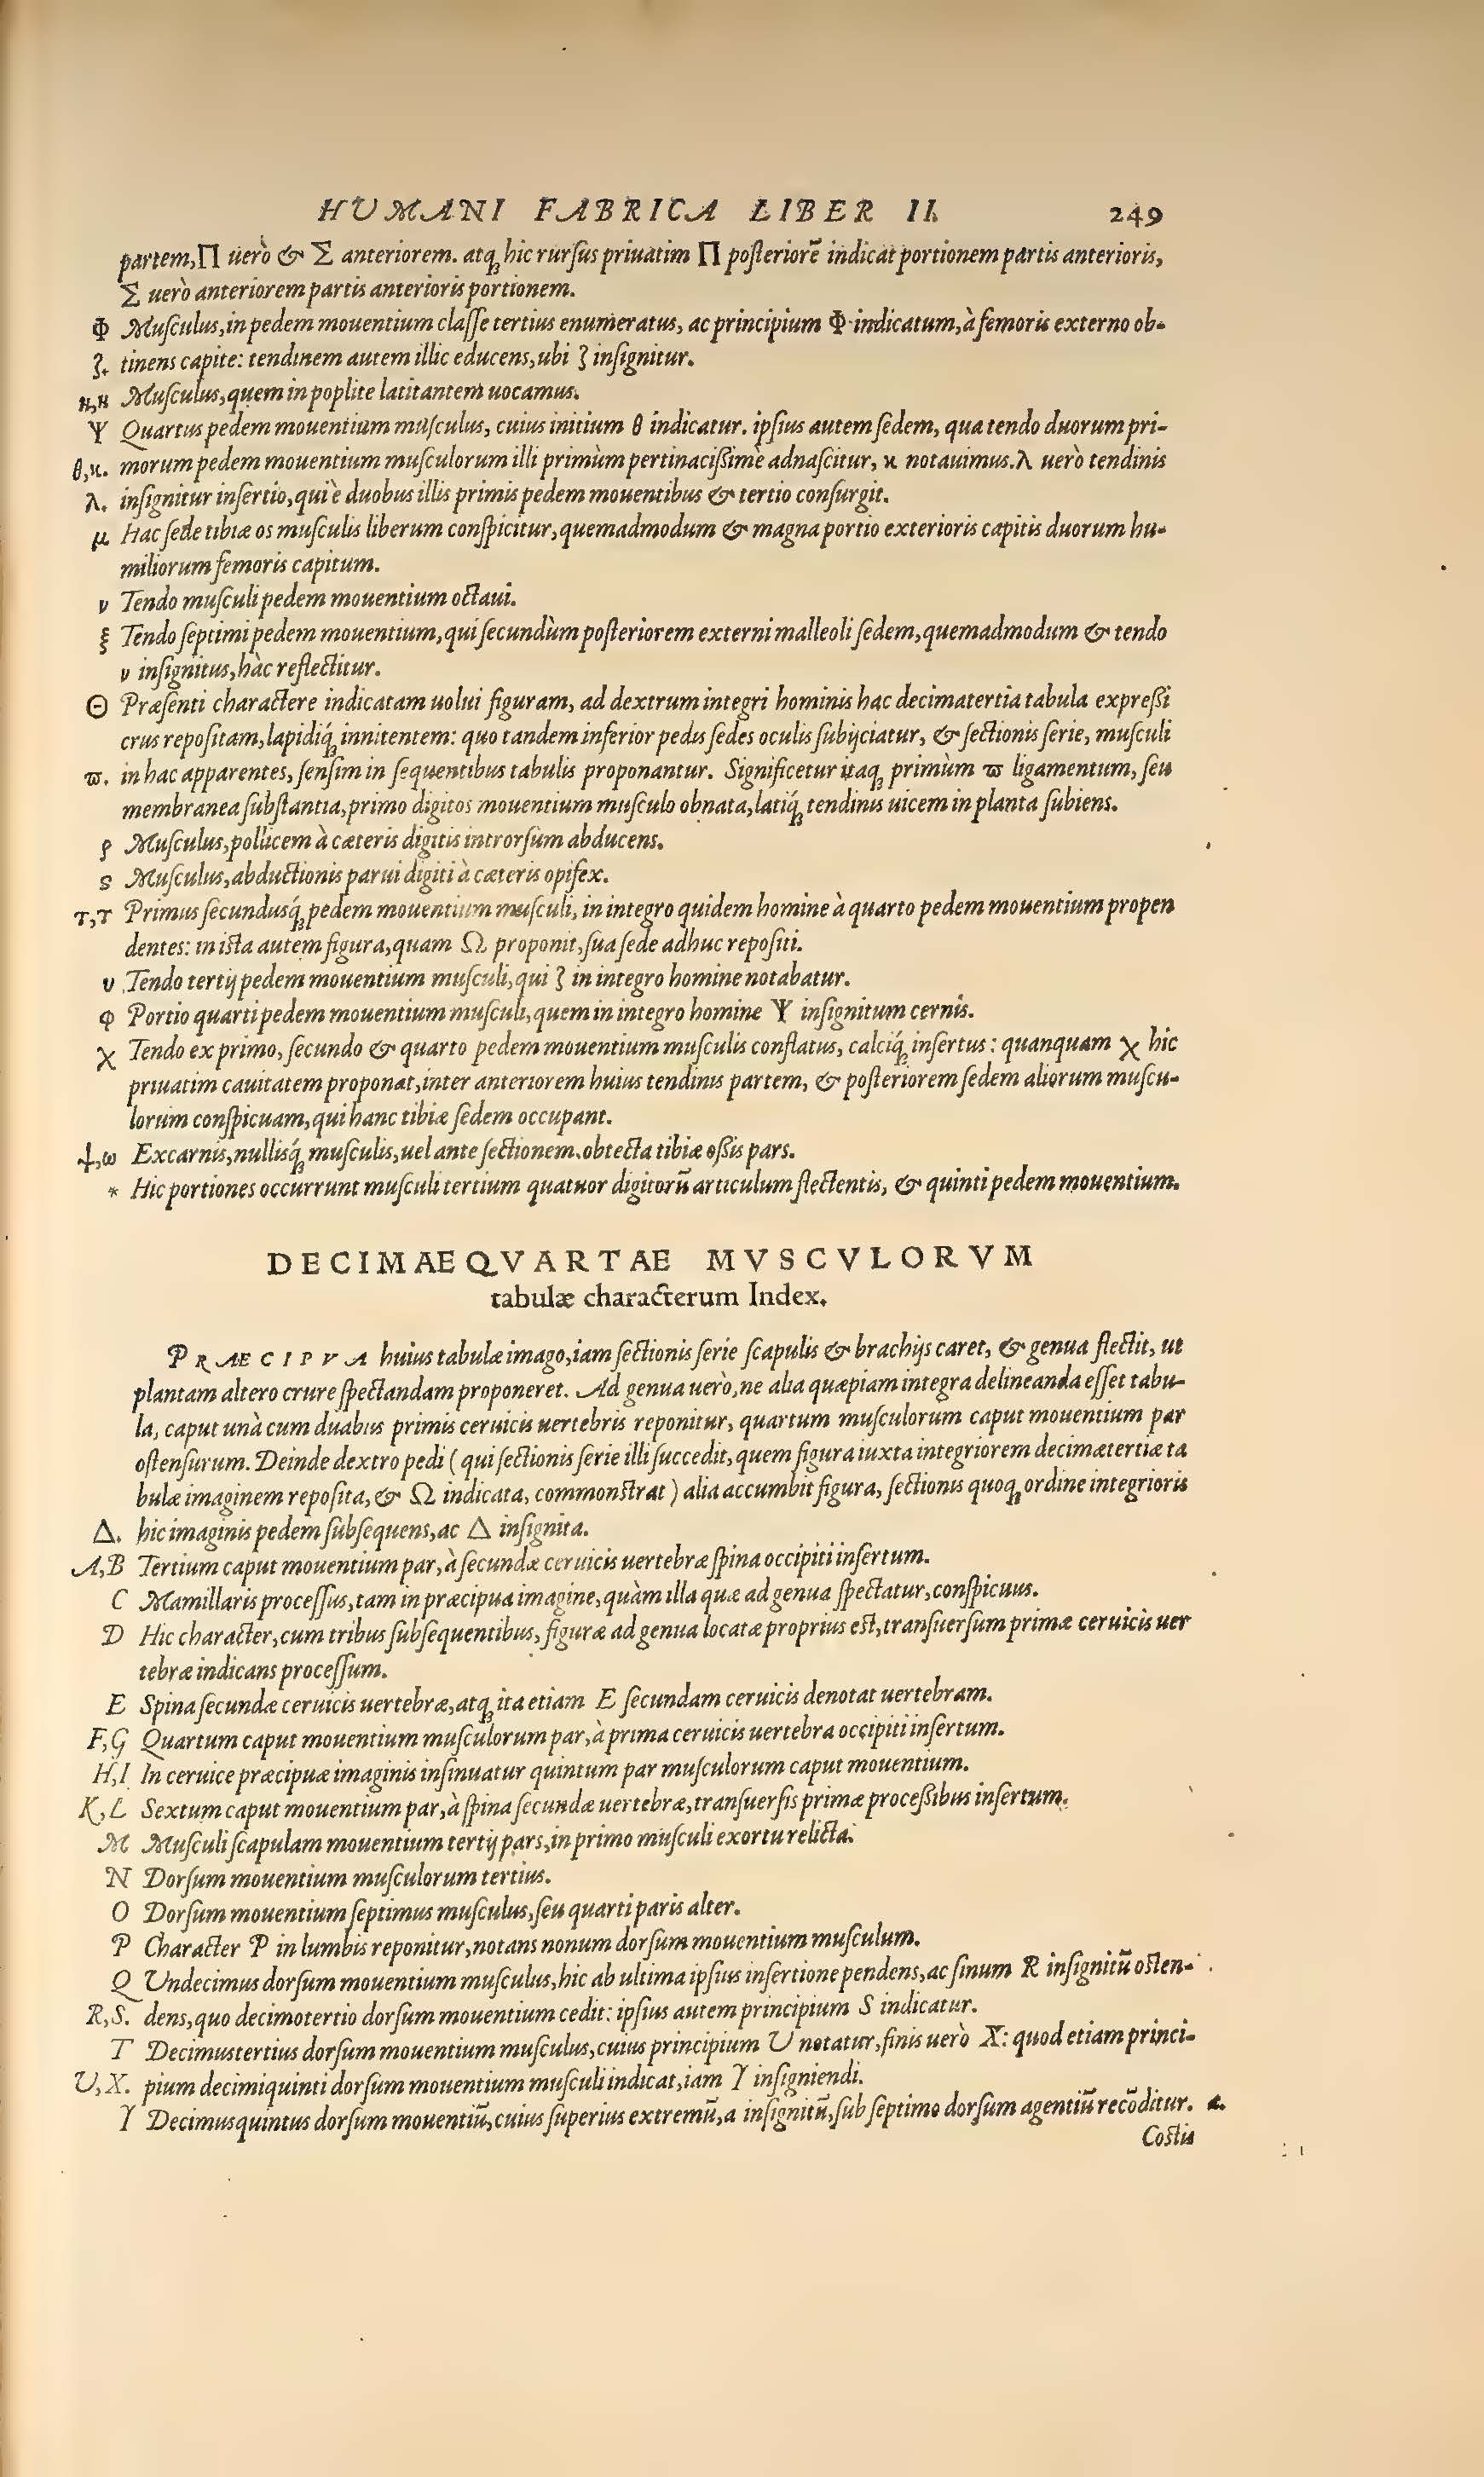 HUMANI FABRICA LIBER II. 249
partem, Π uerò & Σ anteriorem. atq; hic rursus priuatim Π posteriorē indicat portionem partis anterioris,
Σ uerò anteriorem partis anterioris portionem.
Φ Musculus, in pedem mouentium classe tertius enumeratus, ac principium Φ indicatum, à femoris externo ob-
ȝ. tinens capite: tendinem autem illic educens, ubi ȝ insignitur.
ϰ,ϰ Musculus, quem in poplite latitantem uocamus.
Ψ Quartus pedem mouentium musculus, cuius initium θ indicatur. ipsius autem sedem, qua tendo duorum pri-
θ,ϰ. morum pedem mouentium musculorum illi primùm pertinacißimè adnascitur, ϰ notauimus. λ uerò tendinis
λ. insignitur insertio, qui è duobus illis primis pedem mouentibus & tertio consurgit.
μ Hac sede tibiæ os musculis liberum conspicitur, quemadmodum & magna portio exterioris capitis duorum hu-
miliorum femoris capitum.
ν Tendo musculi pedem mouentium octaui.
ξ Tendo septimi pedem mouentium, qui secundùm posteriorem externi malleoli sedem, quemadmodum & tendo
ν insignitus, hàc reflectitur.
Θ Præsenti charactere indicatam uolui figuram, ad dextrum integri hominis hac decimatertia tabula expreßi
crus repositam, lapidiq́; innitentem: quo tandem inferior pedis sedes oculis subijciatur, & sectionis serie, musculi
ϖ. in hac apparentes, sensim in sequentibus tabulis proponantur. Significetur itaq; primùm ϖ ligamentum, seu
membranea substantia, primo digitos mouentium musculo obnata, latiq́; tendinis uicem in planta subiens.
ρ Musculus, pollicem à cæteris digitis introrsum abducens.
ς Musculus, abductionis parui digiti à cæteris opifex.
τ,τ Primus secundusq́; pedem mouentium musculi, in integro quidem homine à quarto pedem mouentium propen
dentes: in ista autem figura, quam Ω proponit, sua sede adhuc repositi.
υ Tendo tertij pedem mouentium musculi, qui ȝ in integro homine notabatur.
φ Portio quarti pedem mouentium musculi, quem in integro homine Ψ insignitum cernis.
χ Tendo ex primo, secundo & quarto pedem mouentium musculis conflatus, calciq́; insertus: quanquam χ hic
priuatim cauitatem proponat, inter anteriorem huius tendinis partem, & posteriorem sedem aliorum muscu-
lorum conspicuam, qui hanc tibiæ sedem occupant.
ψ,ω Excarnis, nullisq́; musculis, uel ante sectionem, obtecta tibiæ oßis pars.
* Hic portiones occurrunt musculi tertium quatuor digitorū articulum flectentis, & quinti pedem mouentium.
DECIMAEQVARTAE MVSCVLORVM
tabulæ characterum Index.
PRAECIPVA huius tabulæ imago, iam sectionis serie scapulis & brachijs caret, & genua flectit, ut
plantam altero crure spectandam proponeret. Ad genua uerò, ne alia quæpiam integra delineanda esset tabu-
la, caput unà cum duabus primis ceruicis uertebris reponitur, quartum musculorum caput mouentium par
ostensurum. Deinde dextro pedi ( qui sectionis serie illi succedit, quem figura iuxta integriorem decimætertiæ ta
bulæ imaginem reposita, & Ω indicata, commonstrat ) alia accumbit figura, sectionis quoq; ordine integrioris
Δ. hic imaginis pedem subsequens, ac Δ insignita.
A,B Tertium caput mouentium par, à secundæ ceruicis uertebræ spina occipiti insertum.
C Mamillaris processus, tam in præcipua imagine, quàm illa quæ ad genua spectatur, conspicuus.
D Hic character, cum tribus subsequentibus, figuræ ad genua locatæ proprius est, transuersum primæ ceruicis uer
tebræ indicans processum.
E Spina secundæ ceruicis uertebræ, atq; ita etiam E secundam ceruicis denotat uertebram.
F,G Quartum caput mouentium musculorum par, à prima ceruicis uertebra occipiti insertum.
H,I In ceruice præcipuæ imaginis insinuatur quintum par musculorum caput mouentium.
K,L Sextum caput mouentium par, à spina secundæ uertebræ, transuersis primæ proceßibus insertum.
M Musculi scapulam mouentium tertij pars, in primo musculi exortu relicta.
N Dorsum mouentium musculorum tertius.
O Dorsum mouentium septimus musculus, seu quarti paris alter.
P Character P in lumbis reponitur, notans nonum dorsum mouentium musculum.
Q Undecimus dorsum mouentium musculus, hic ab ultima ipsius insertione pendens, ac sinum R insignitū osten-
R,S. dens, quo decimotertio dorsum mouentium cedit: ipsius autem principium S indicatur.
T Decimustertius dorsum mouentium musculus, cuius principium U notatur, finis uerò X: quod etiam princi-
U,X. pium decimiquinti dorsum mouentium musculi indicat, iam Y insigniendi.
Y Decimusquintus dorsum mouentiū, cuius superius extremū, a insignitū, sub septimo dorsum agentiū recōditur. a.
Costis